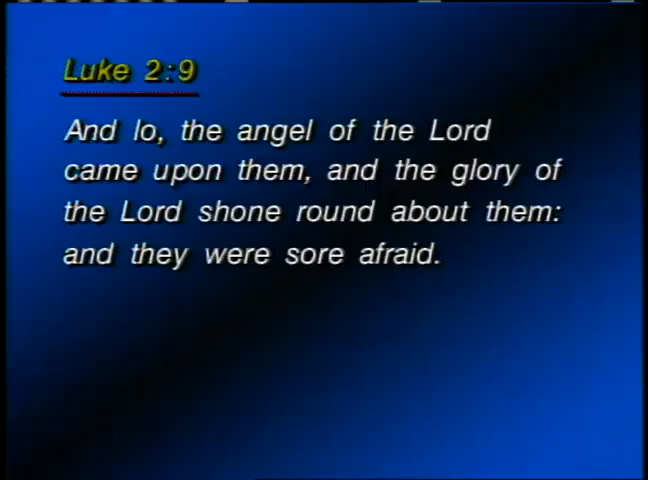 Luke 2:9
And lo, the angel of the Lord
came upon them, and the glory of
the Lord shone round about them:
and they were sore afraid.